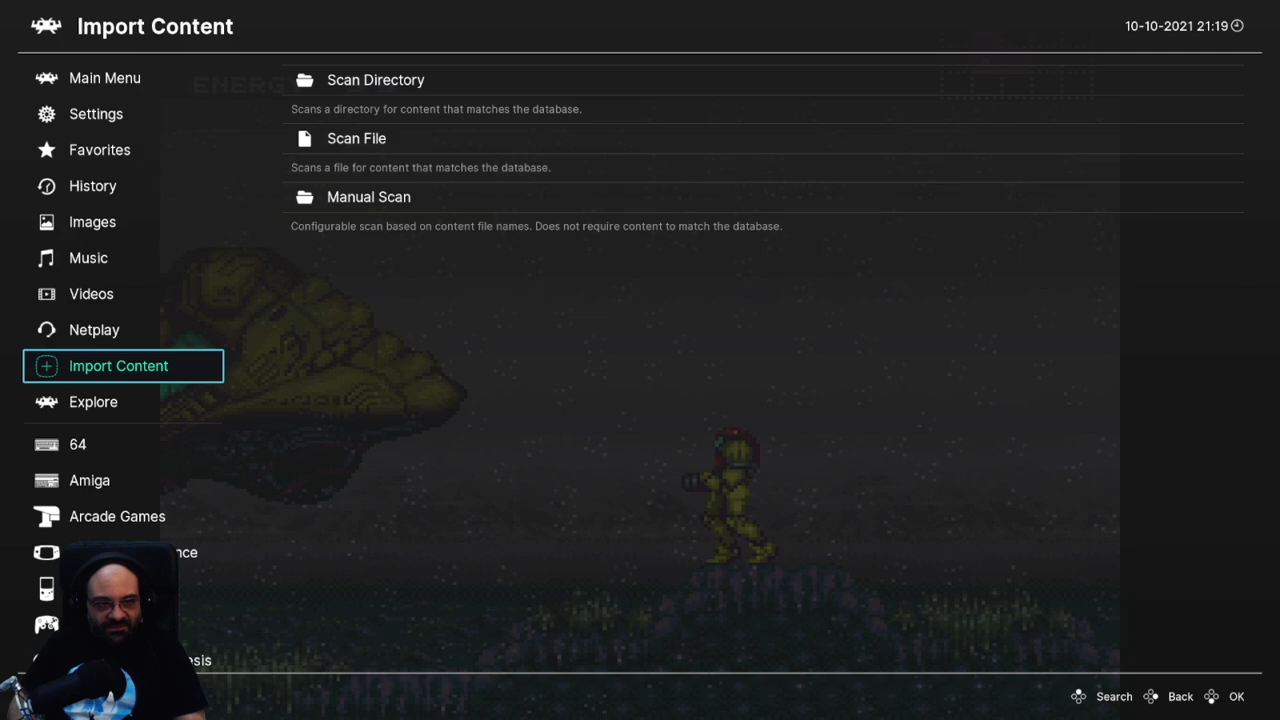 Import Content
10-10-2021 21:19
Main Menu
Settings
Favorites
History
Images
Music
Videos
Netplay
Import Content
Explore
64
Amiga
Arcade Games
nce
esis
ENERG
Scan Directory
Scans a directory for content that matches the database.
Scan File
Scans a file for content that matches the database.
Manual Scan
Configurable scan based on content file names. Does not require content to match the database.
Search Back OK